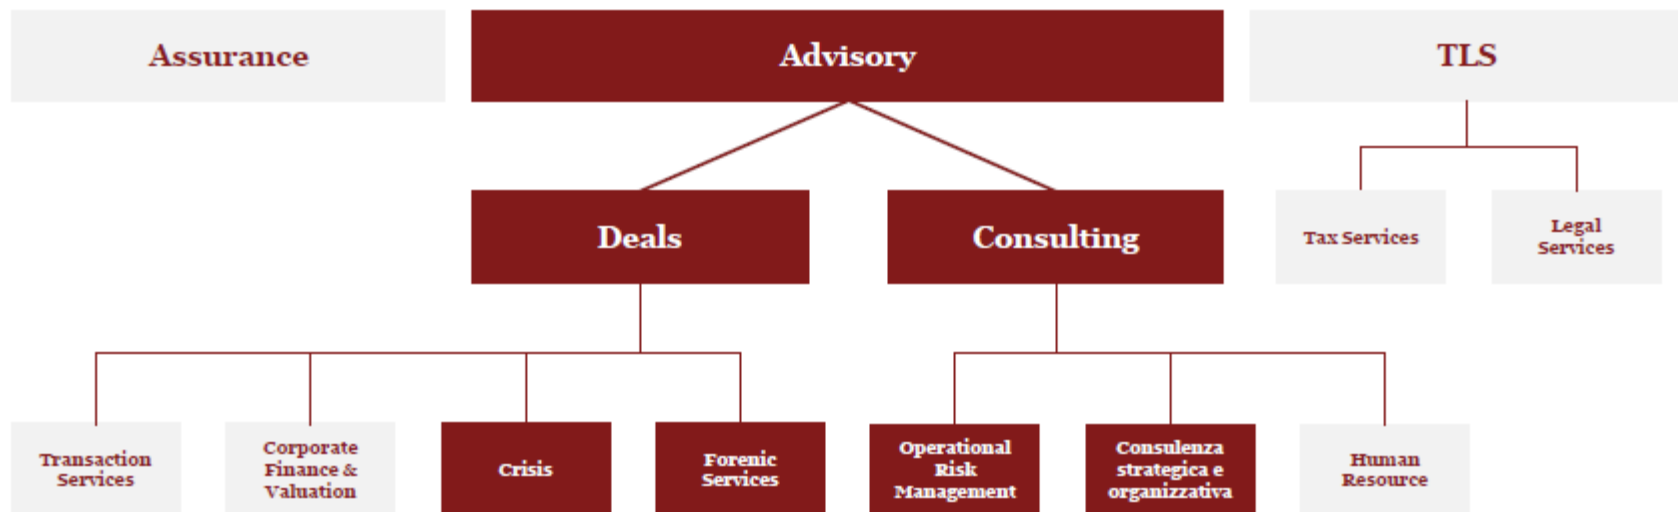 Assurance
Advisory
TLS
Deals
Consulting
Tax Services
Legal
Services
Transaction
Services
Corporate
Finance &
Valuation
Crisis
Forenic
Services
Operational
Risk
Management
Consulenza
strategica e
organizzativa
Human
Resource